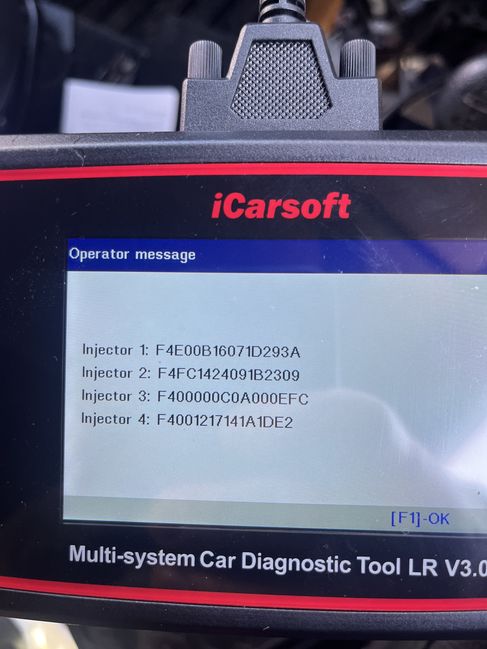 iCarsoft
Operator message
Injector 1: F4E00B16071D293A
Injector 2: F4FC1424091B2309
Injector 3: F400000C0A000EFC
Injector 4: F4001217141A1DE2
[F1]-OK
Multi-system Car Diagnostic Tool LR V3.0